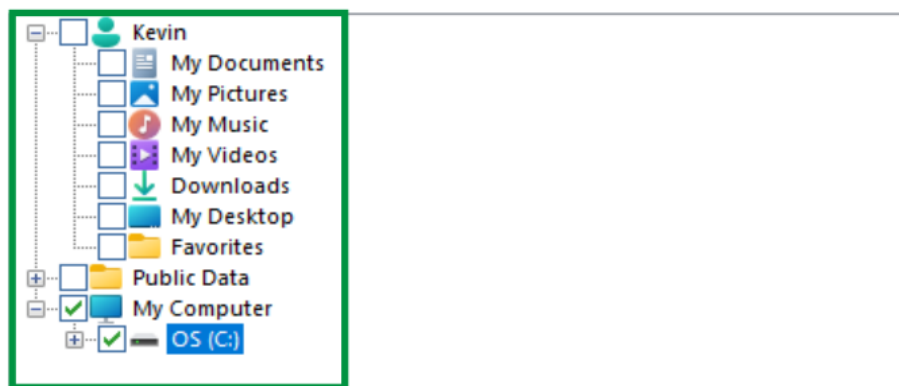 Kevin
My Documents
My Pictures
My Music
My Videos
Downloads
My Desktop
Favorites
Public Data
My Computer
OS (C:)